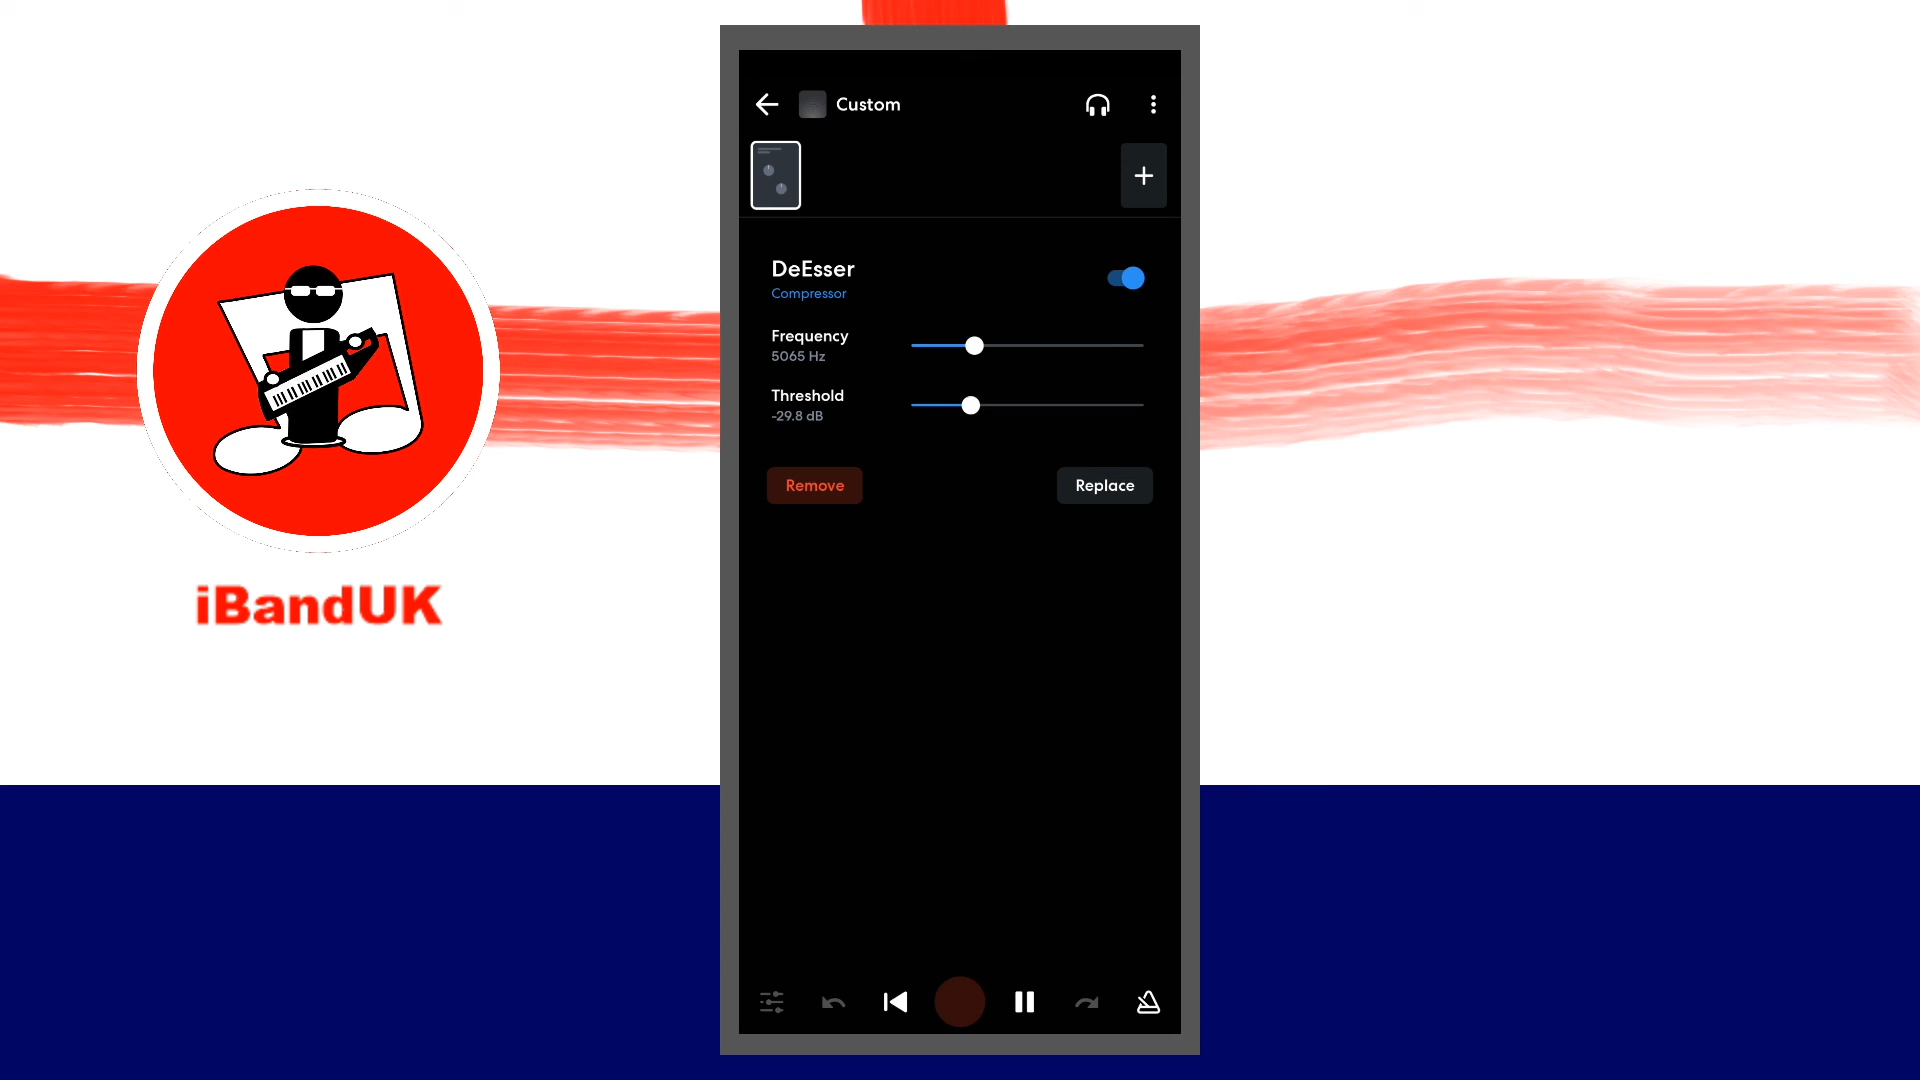 Custom
DeEsser
Compressor
Frequency
5065 Hz
Threshold
-29.8 dB
Remove
Replace
iBandUK